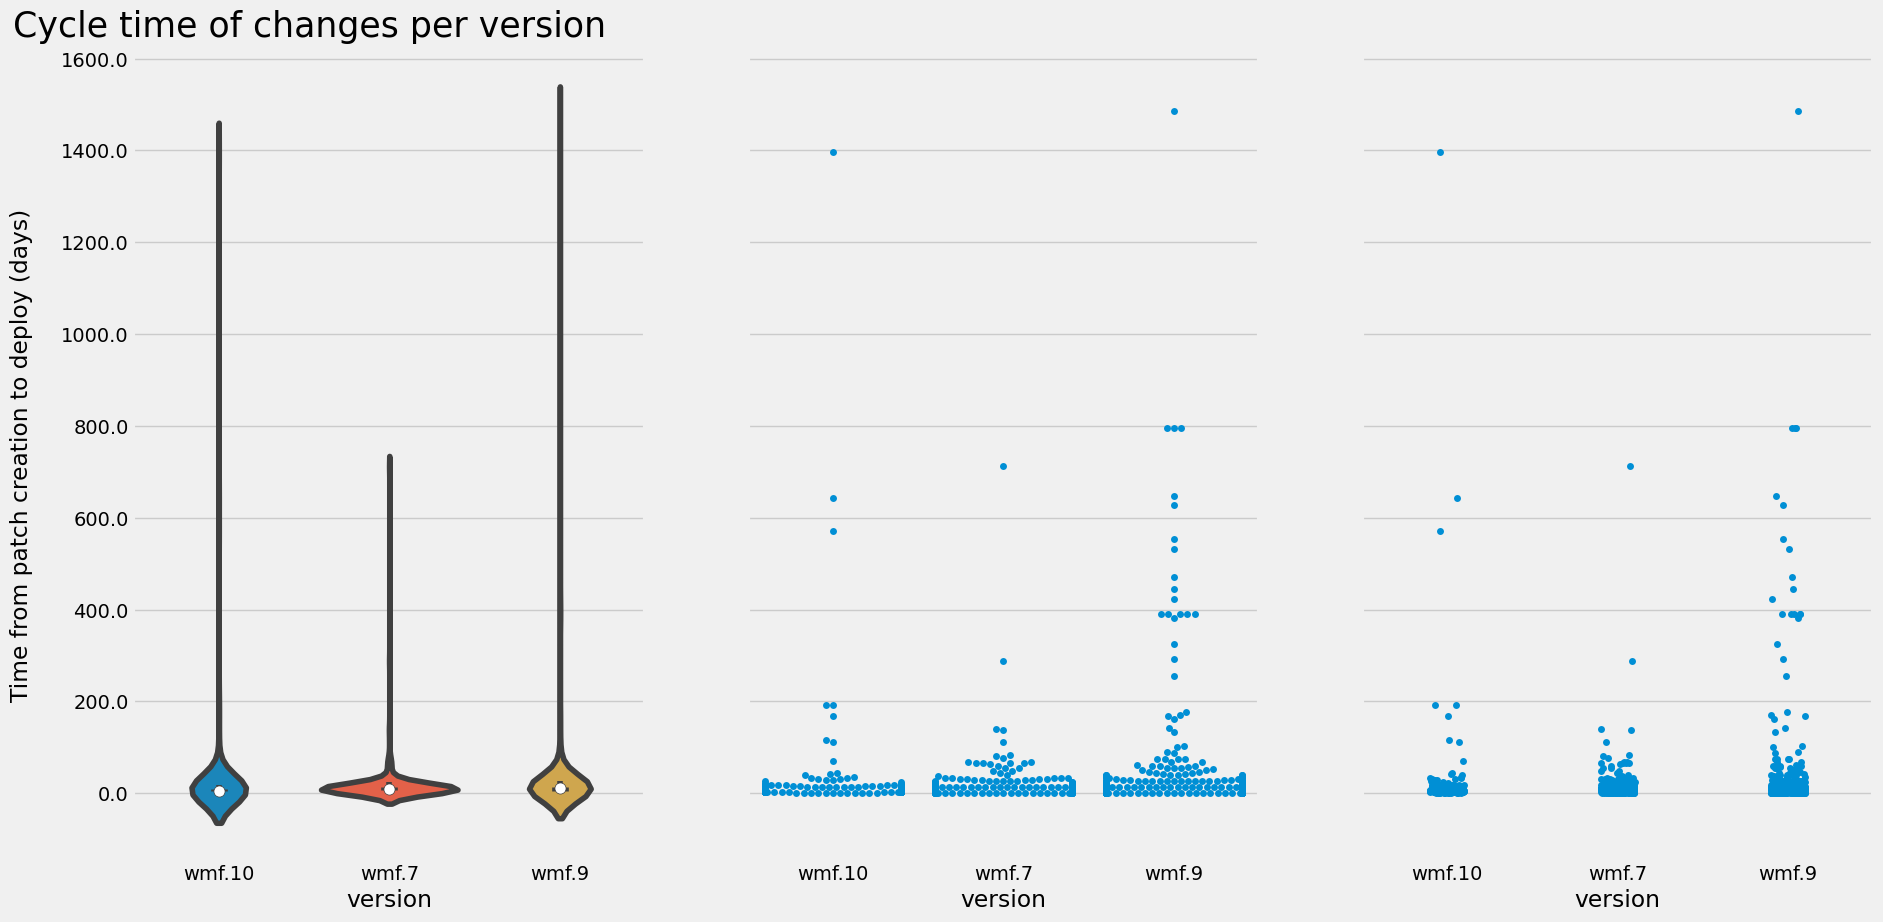 Cycle time of changes per version
Time from patch creation to deploy (days)
1600.0
1400.0
1200.0
1000.0
800.0
600.0
400.0
200.0
0.0
wmf.10 wmf.7 wmf.9
version
wmf.10 wmf.7 wmf.9
version
wmf.10 wmf.7 wmf.9
version